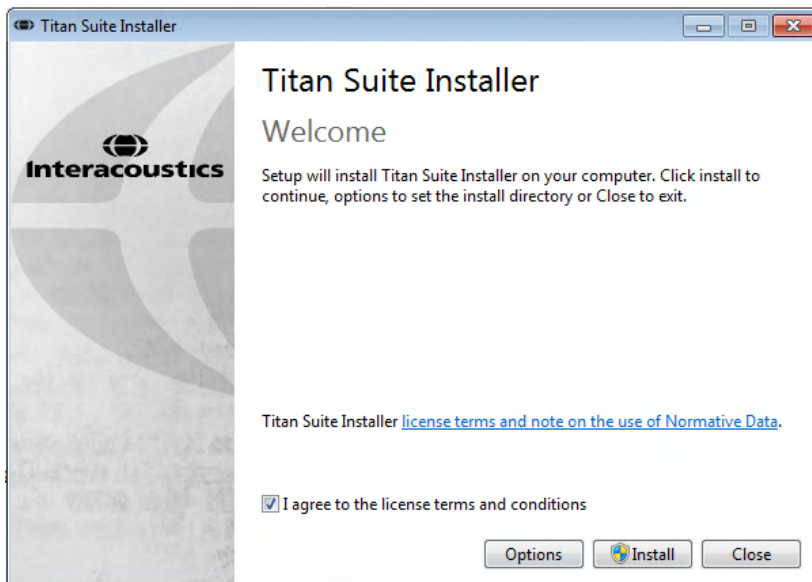 Titan Suite Installer
Titan Suite Installer
Welcome
Interacoustics
Setup will install Titan Suite Installer on your computer. Click install to
continue, options to set the install directory or Close to exit.
Titan Suite Installer license terms and note on the use of Normative Data.
I agree to the license terms and conditions
Options Install Close